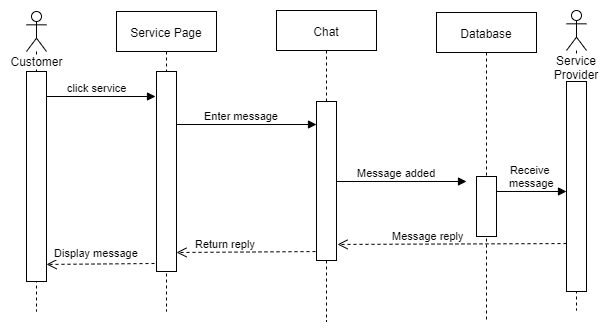 Service Page
Chat
Database
Customer
Service
Provider
click service
Enter message
Message added
Receive
message
Message reply
Return reply
Display message